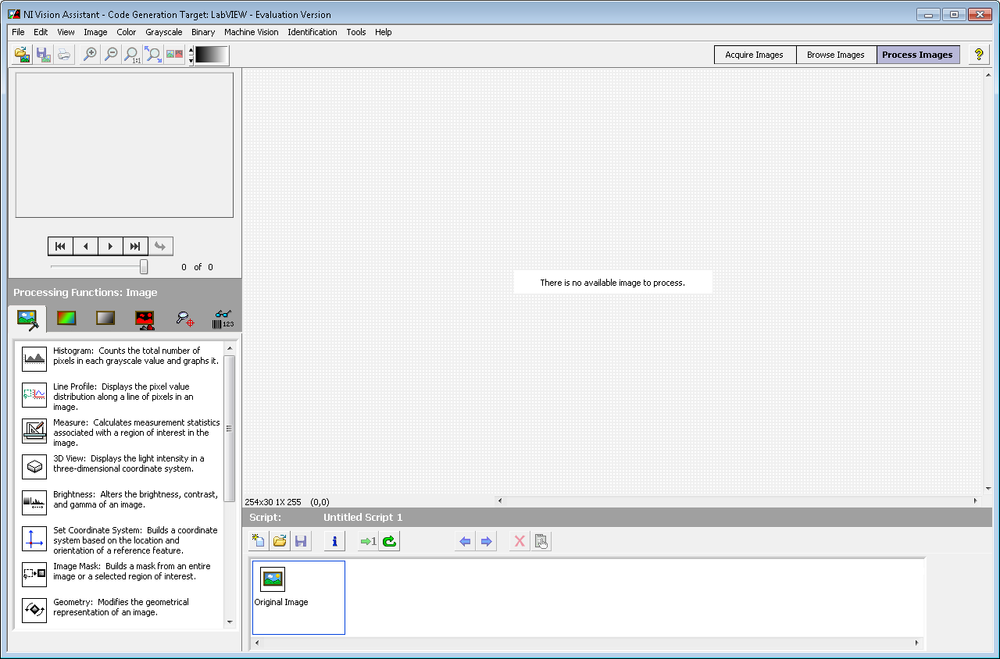 NI Vision Assistant - Code Generation Target: LabVIEW - Evaluation Version
File Edit View Image Color Grayscale Binary Machine Vision Identification Tools Help
1:1
Acquire Images Browse Images Process Images ?
There is no available image to process.
0 of 0
Processing Functions: Image
123
Histogram: Counts the total number of
pixels in each grayscale value and graphs it.
Line Profile: Displays the pixel value
distribution along a line of pixels in an
image.
Measure: Calculates measurement statistics
associated with a region of interest in the
image.
3D View: Displays the light intensity in a
three-dimensional coordinate system.
Brightness: Alters the brightness, contrast,
and gamma of an image.
Set Coordinate System: Builds a coordinate
system based on the location and
orientation of a reference feature.
Image Mask: Builds a mask from an entire
image or a selected region of interest.
Geometry: Modifies the geometrical
representation of an image.
254x30 1X 255 (0,0)
Script: Untitled Script 1
i
1
Original Image